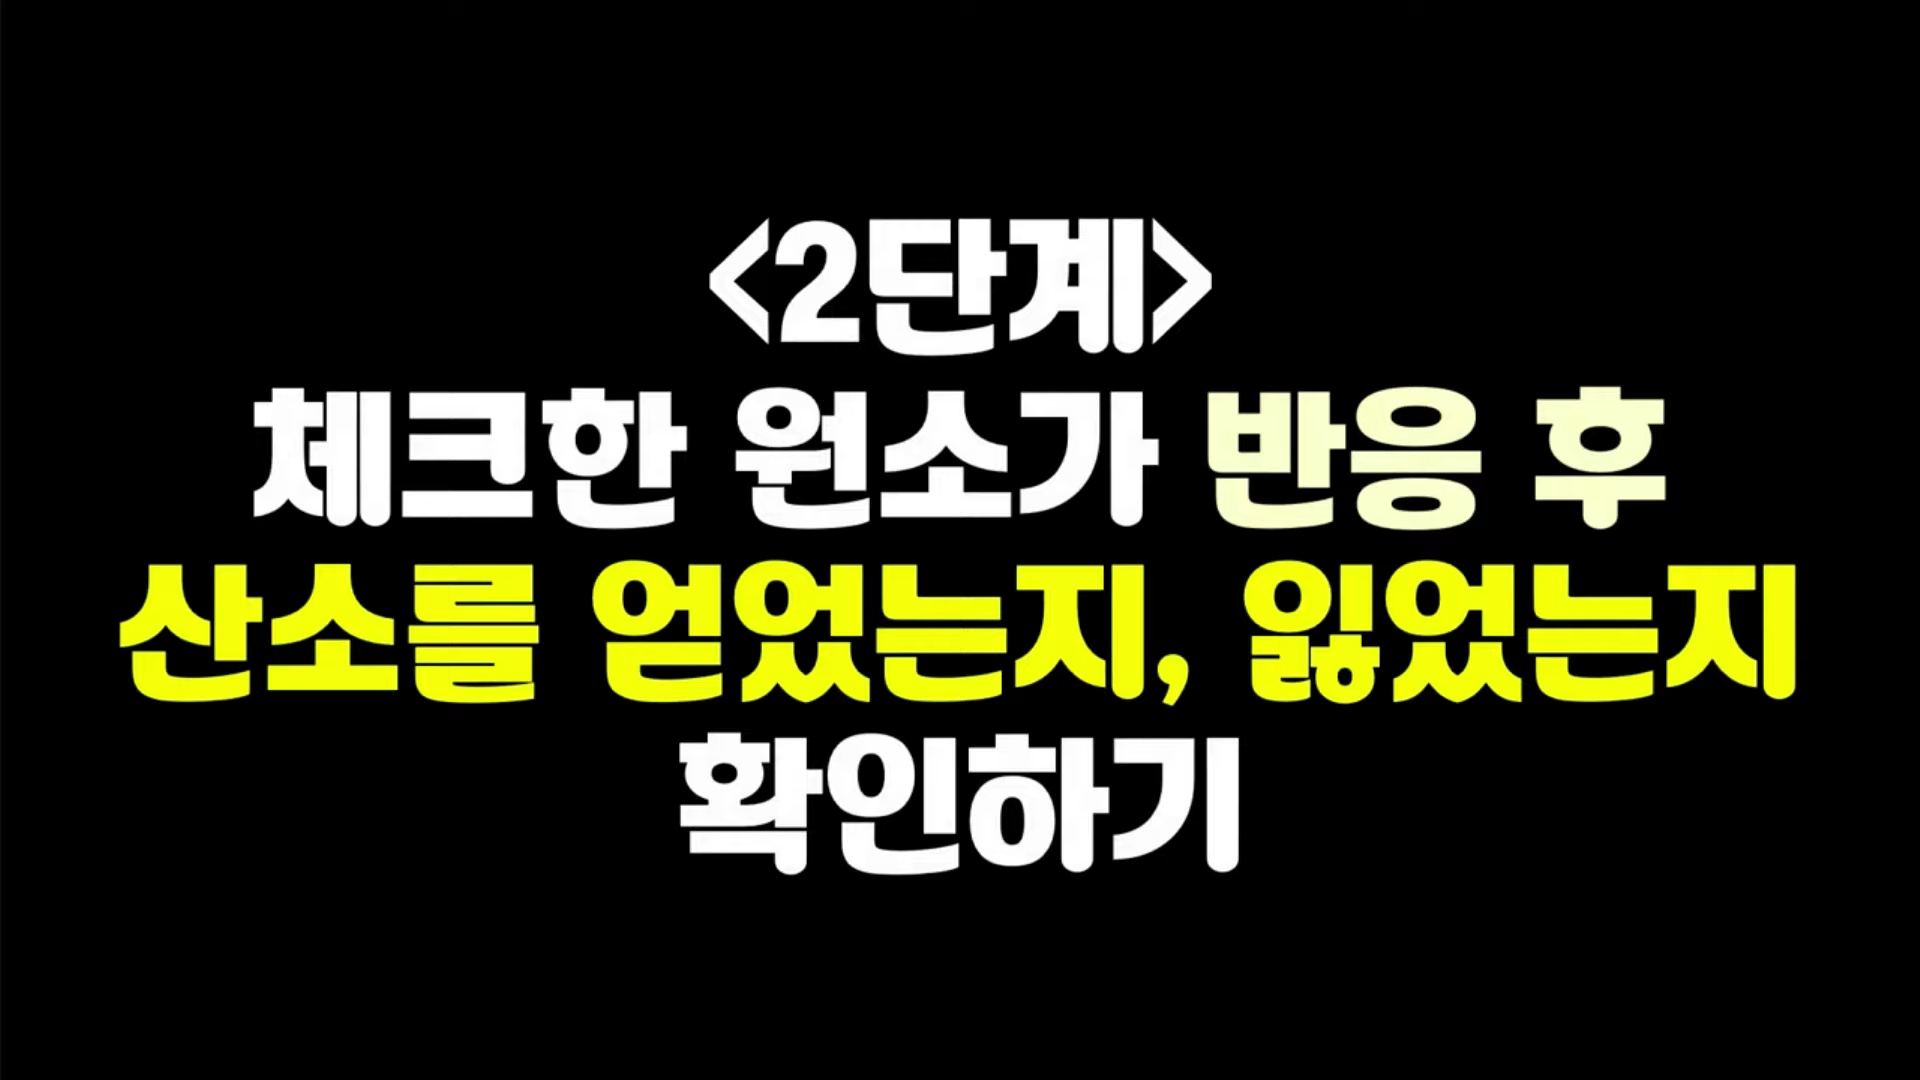 <2단계>
체크한 원소가 반응 후
산소를 얻었는지, 잃었는지
확인하기